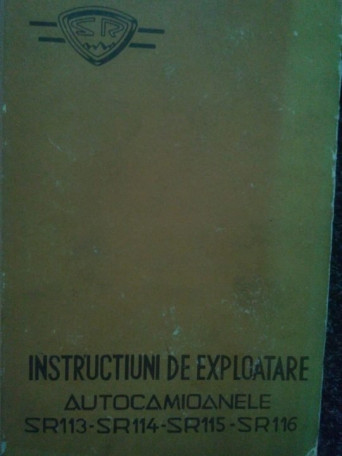 SR
INSTRUCTIUNI DE EXPLOATARE
AUTOCAMIOANELE
SR113-SR114-SR115-SR116